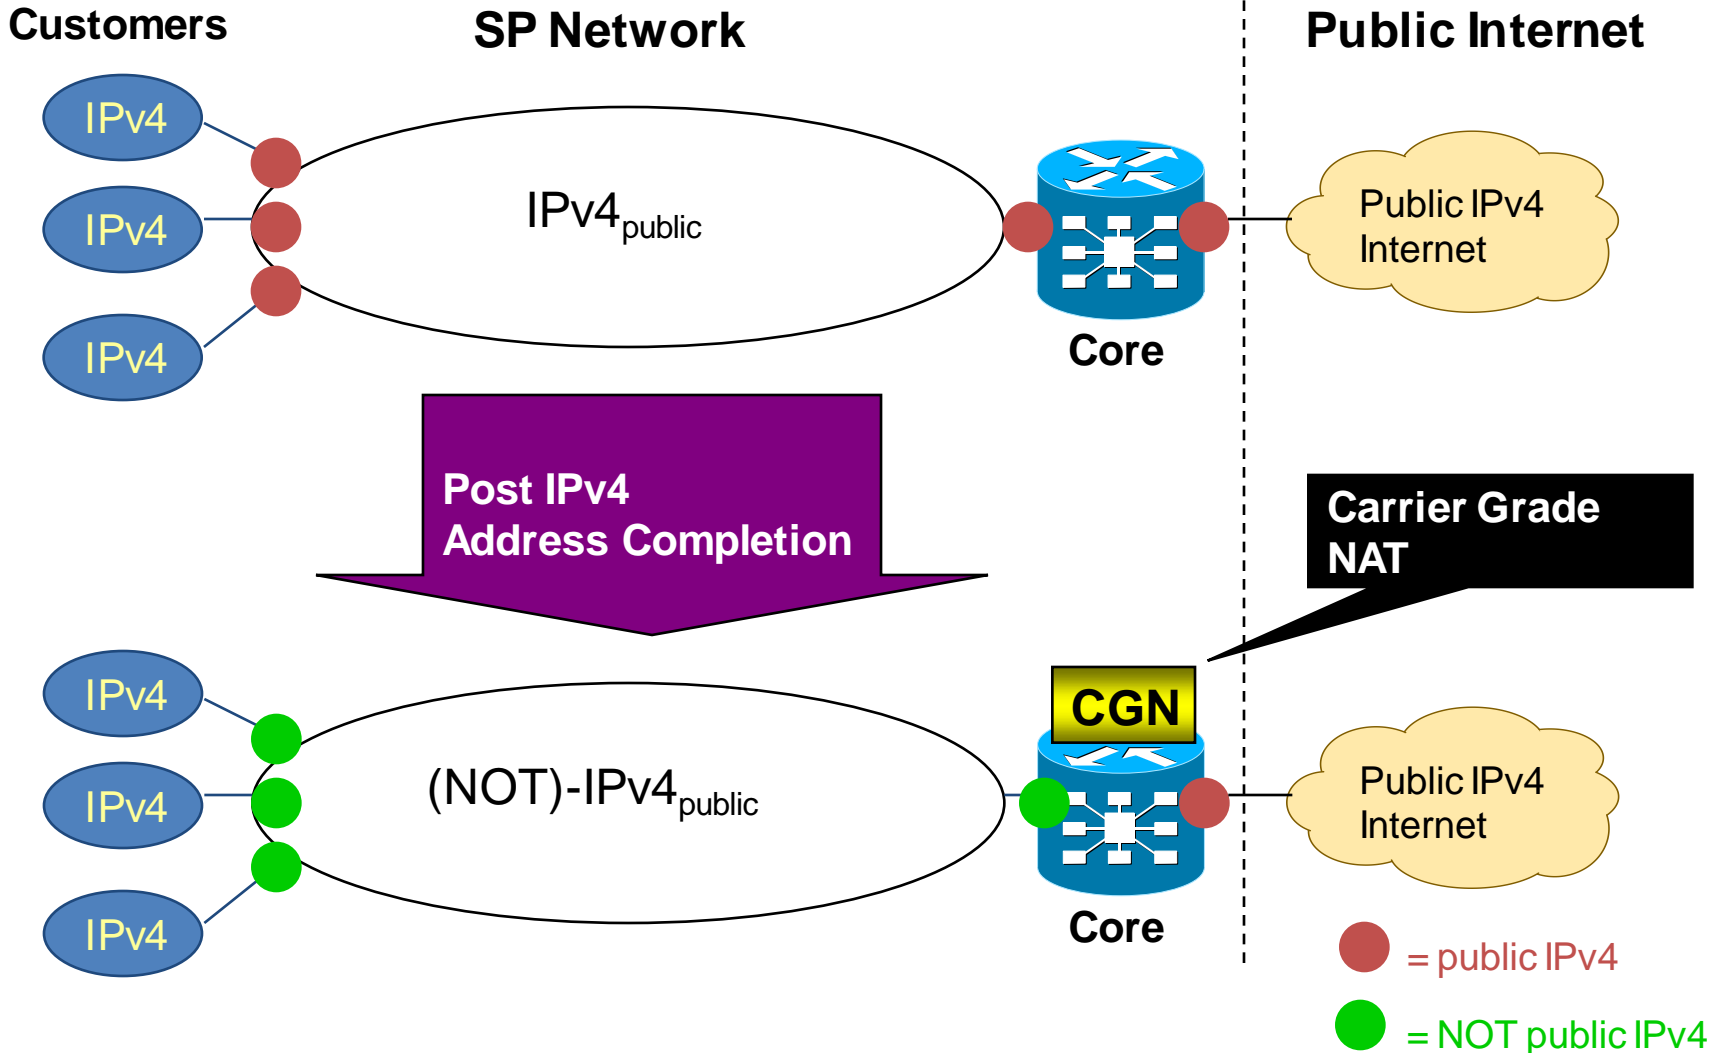 Customers
SP Network
Public Internet
IPv4
IPv4
IPv4
IPv4public
Core
Public IPv4
Internet
Post IPv4
Address Completion
Carrier Grade
NAT
IPv4
IPv4
IPv4
(NOT)-IPv4public
CGN
Core
Public IPv4
Internet
= public IPv4
= NOT public IPv4